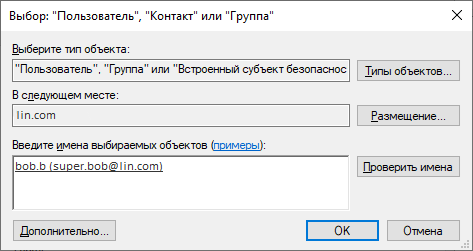 Выбор: "Пользователь", "Контакт" или "Группа"
Выберите тип объекта:
"Пользователь", "Группа" или "Встроенный субъект безопаснос
Типы объектов...
В следующем месте:
lin.com
Размещение...
Введите имена выбираемых объектов (примеры):
bob.b (super.bob@lin.com)
Проверить имена
Дополнительно...
ОК
Отмена